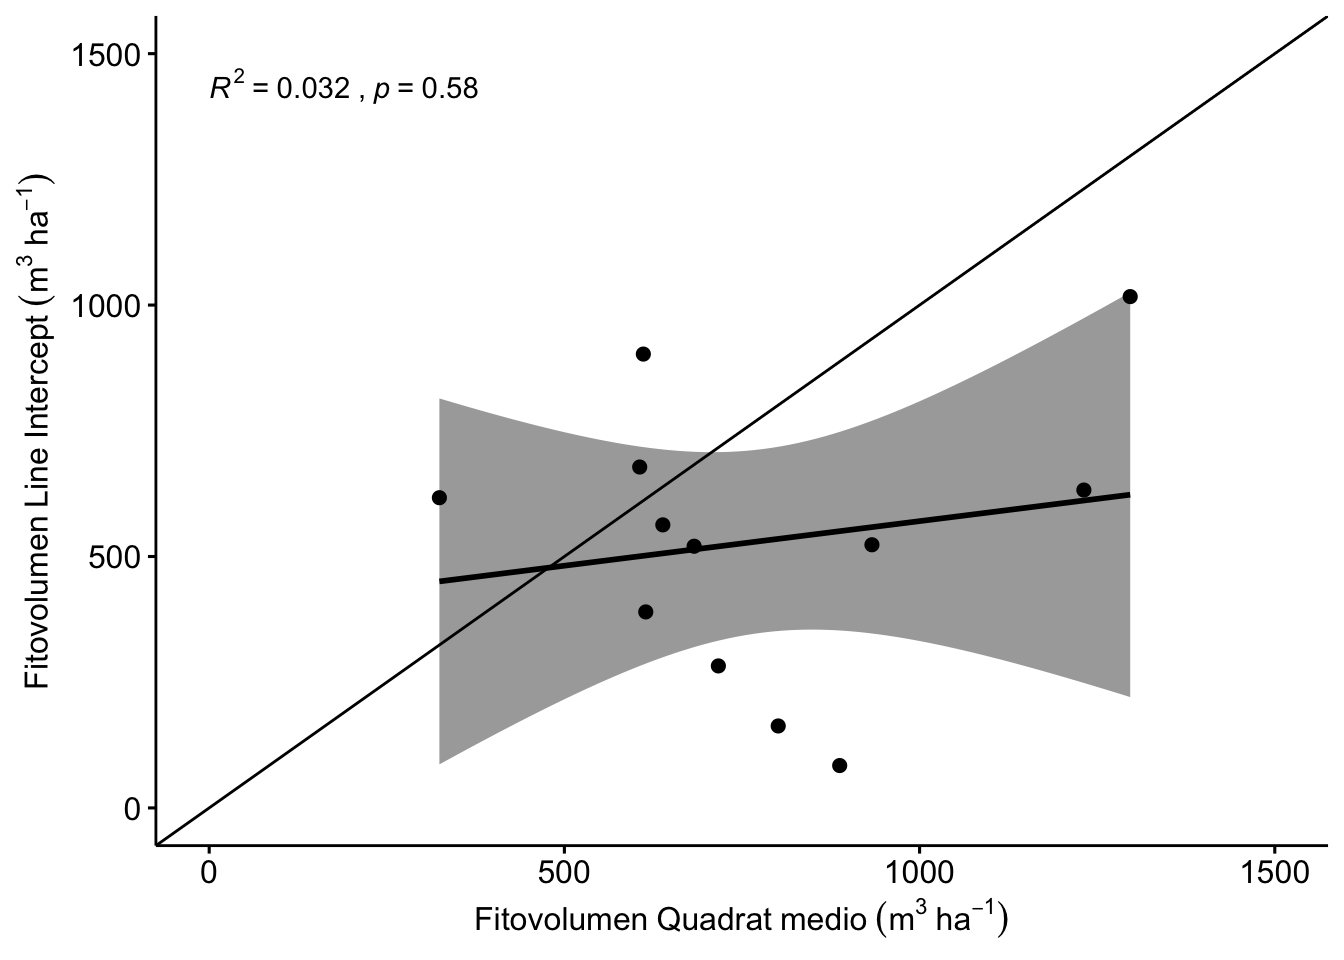 R² = 0.032 , p = 0.58
1500
1000
500
0
Fitovolumen Line Intercept (m³ ha⁻¹)
0 500 1000 1500
Fitovolumen Quadrat medio (m³ ha⁻¹)